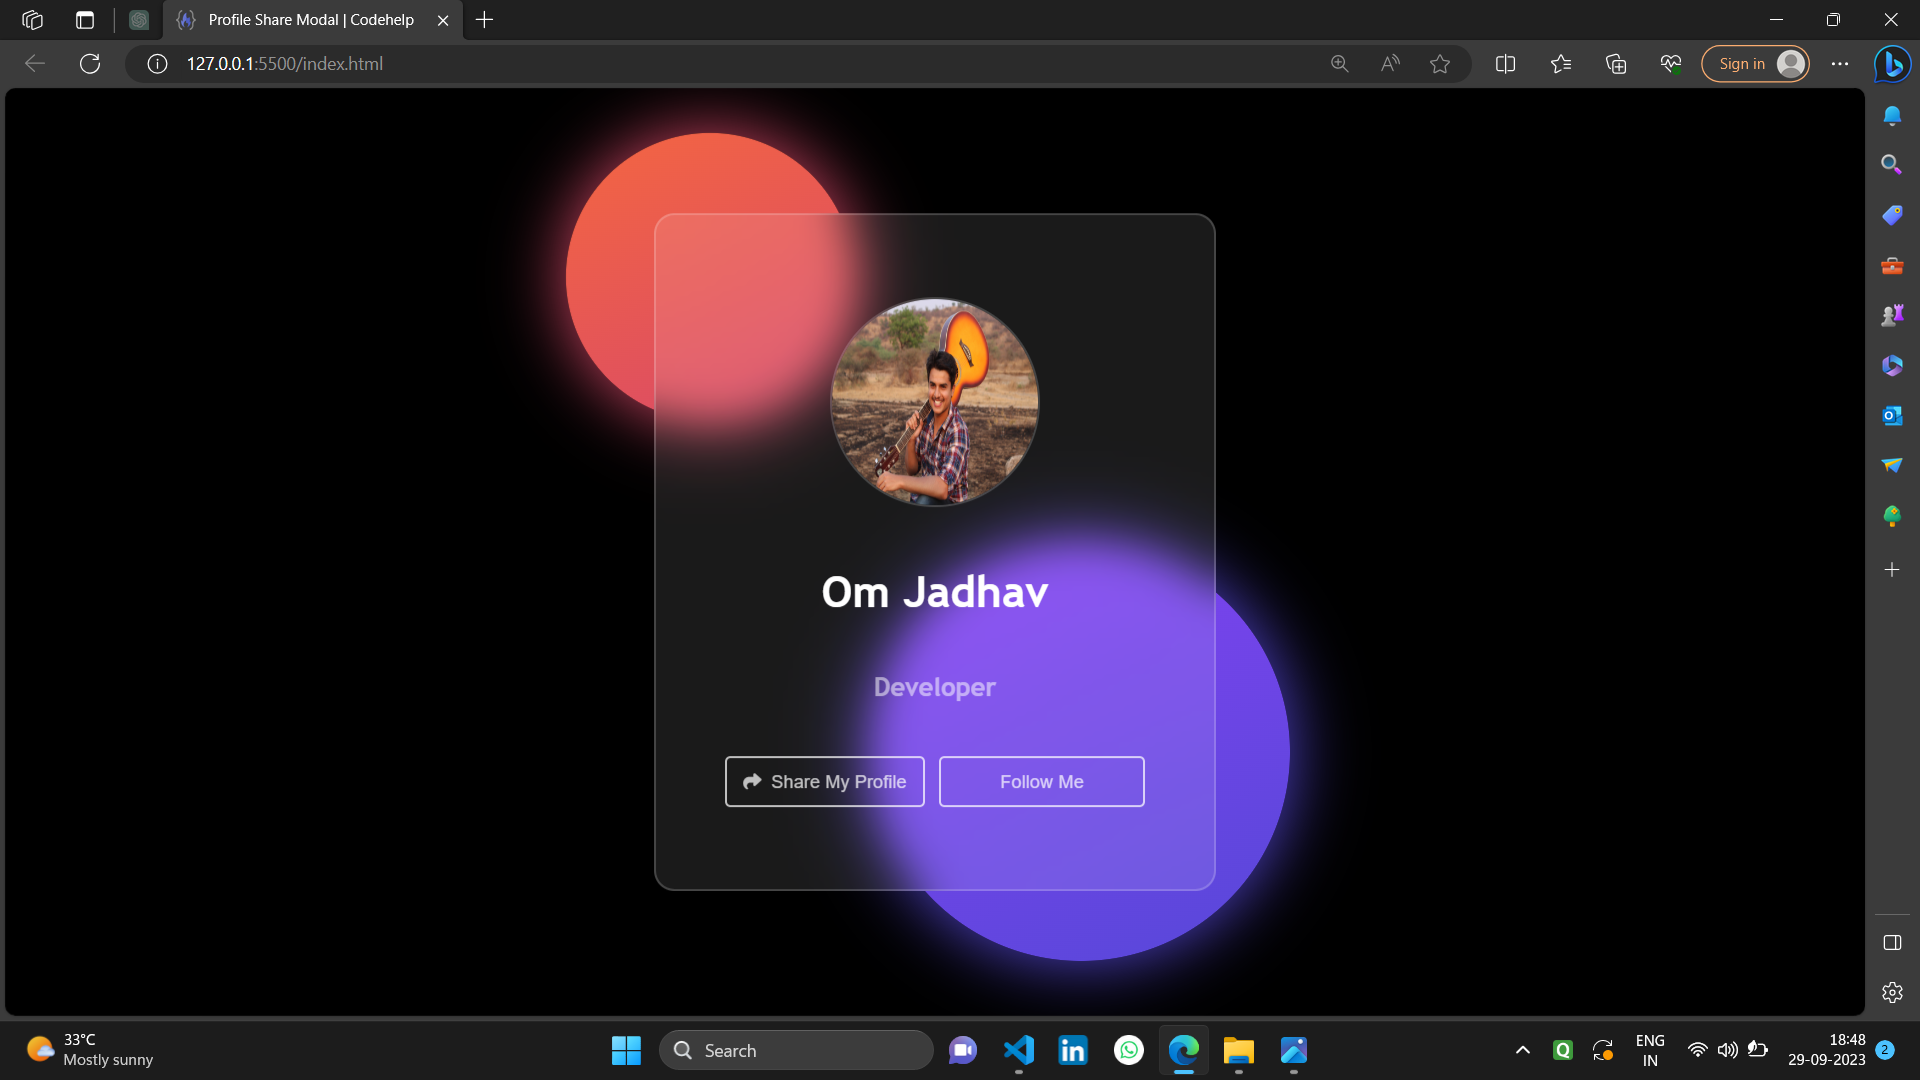 Profile Share Modal | Codehelp
127.0.0.1:5500/index.html
Sign in
Om Jadhav
Developer
Share My Profile
Follow Me
33°C
Mostly sunny
Search
ENG
IN
18:48
29-09-2023
2